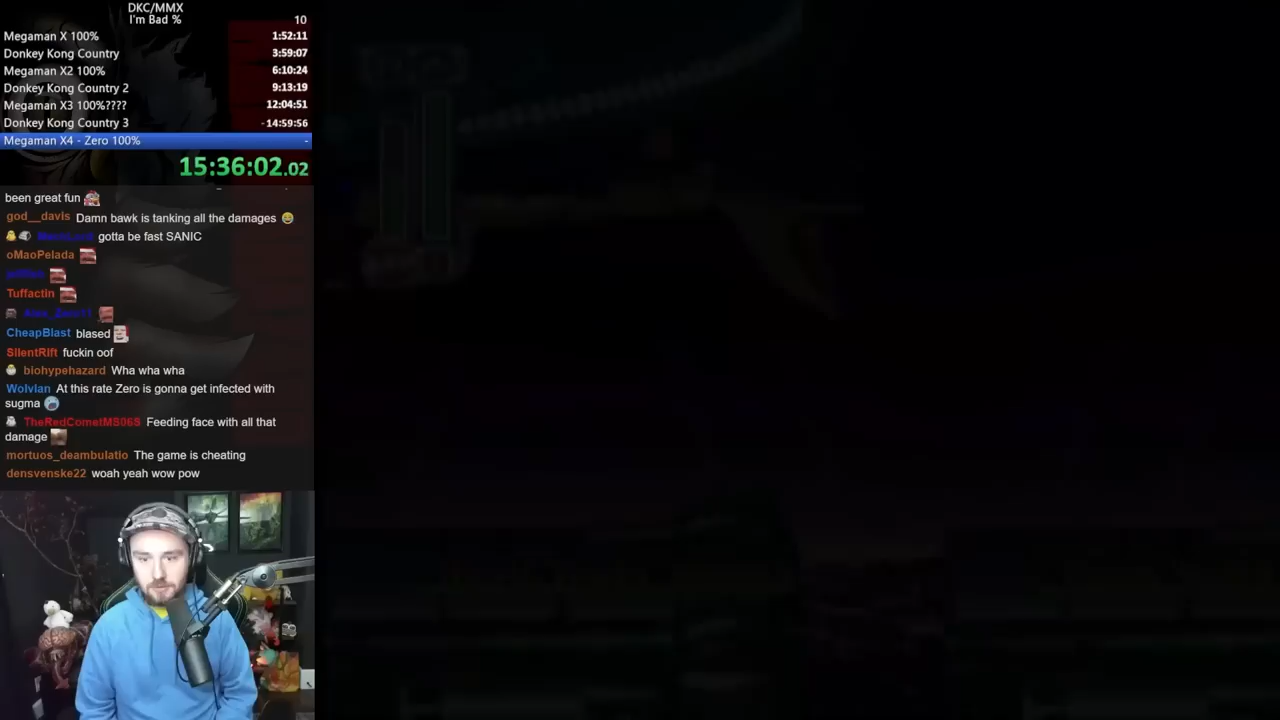 DKC/MMX
I'm Bad %
10
Megaman X 100% 1:52:11
Donkey Kong Country 3:59:07
Megaman X2 100% 6:10:24
Donkey Kong Country 2 9:13:19
Megaman X3 100%???? 12:04:51
Donkey Kong Country 3 - 14:59:56
Megaman X4 - Zero 100% -
15:36:02.02
been great fun
god__davis Damn bawk is tanking all the damages
gotta be fast SANIC
oMaoPelada
Tuffactin
CheapBlast blased
SilentRift fuckin oof
biohypehazard Wha wha wha
Wolvian At this rate Zero is gonna get infected with
sugma
TheRedCometMS06S Feeding face with all that
damage
mortuos_deambulatio The game is cheating
densvenske22 woah yeah wow pow